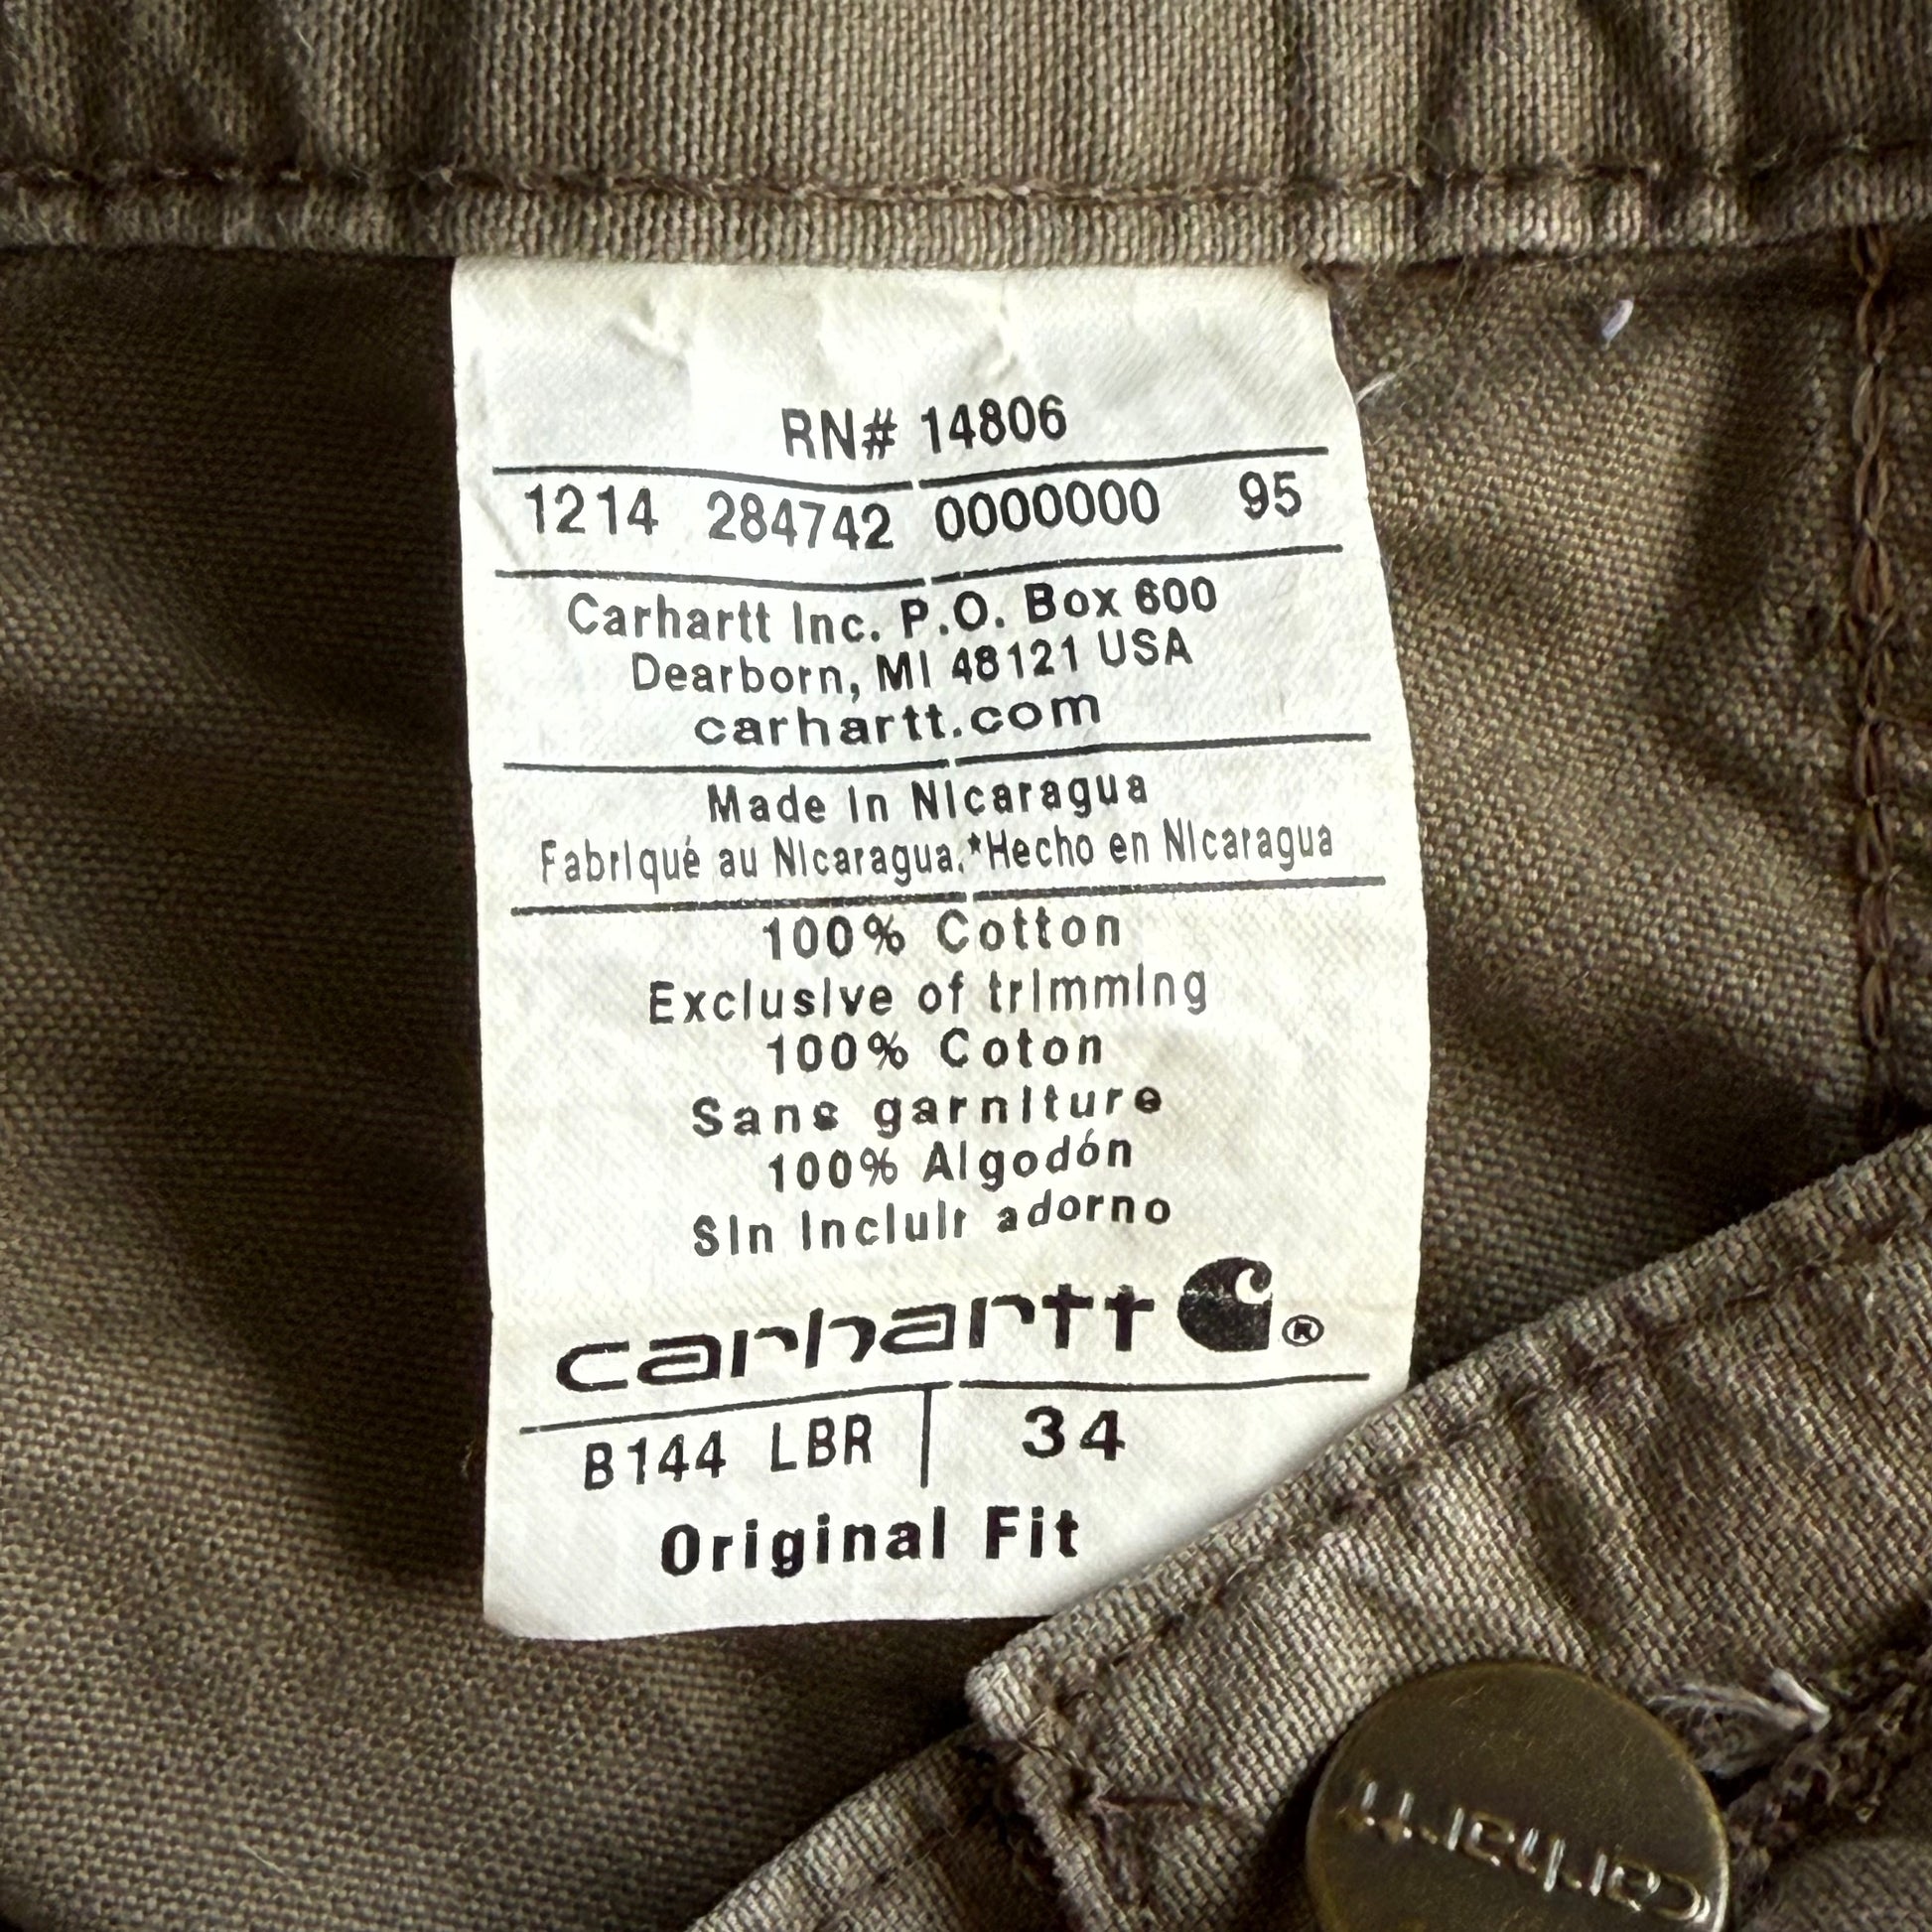 RN# 14806
1214 284742 0000000 95
Carhartt Inc. P.O. Box 600
Dearborn, MI 48121 USA
carhartt.com
Made in Nicaragua
Fabriqué au Nicaragua.*Hecho en Nicaragua
100% Cotton
Exclusive of trimming
100% Coton
Sans garniture
100% Algodón
Sin incluir adorno
carhartt ®
B144 LBR 34
Original Fit
carhartt